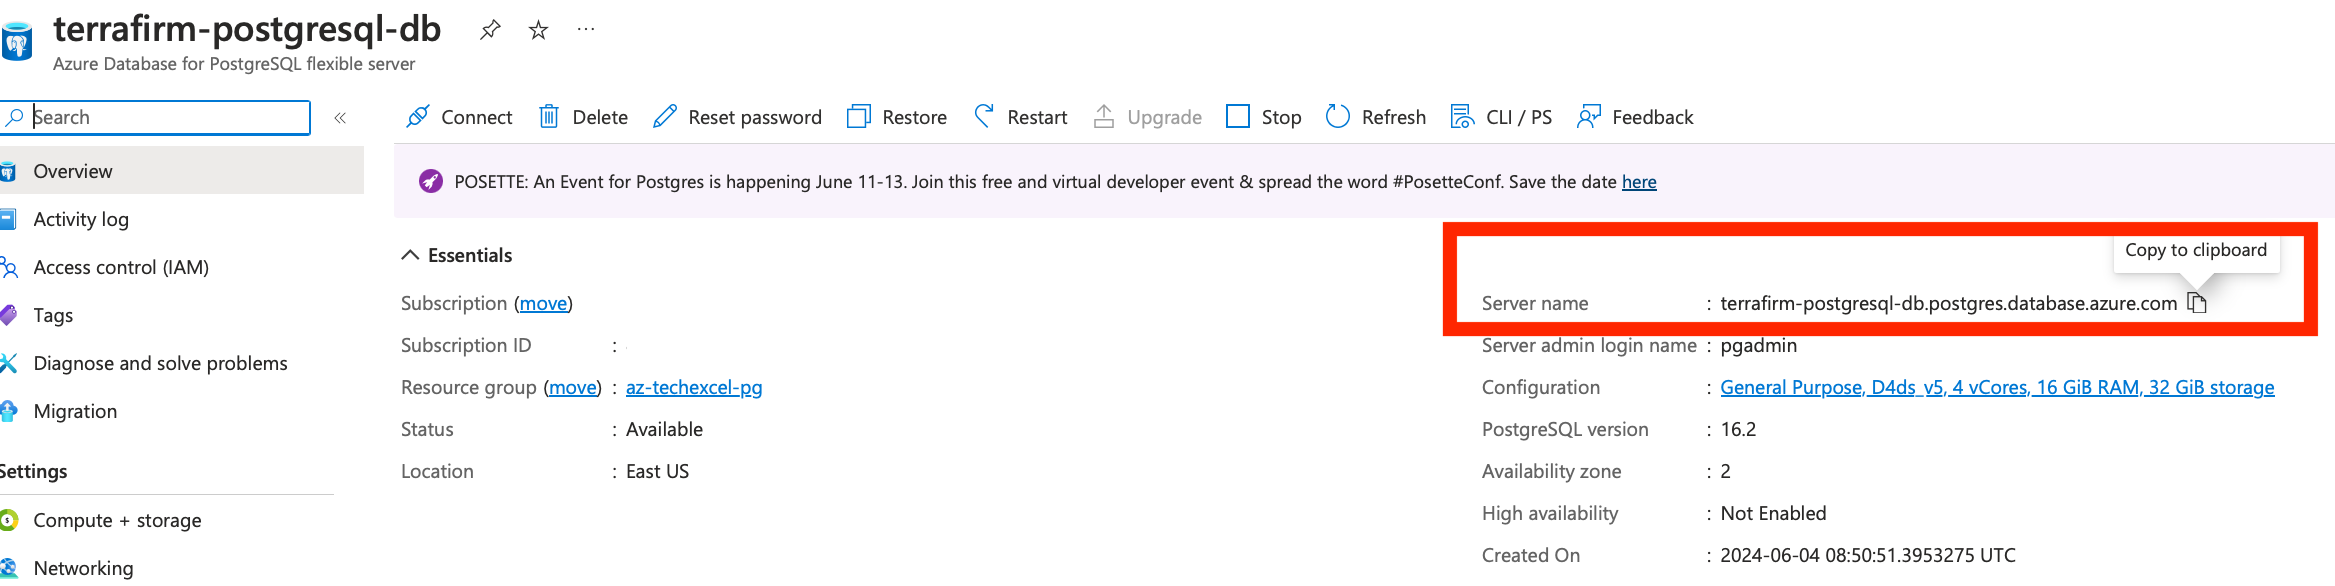 terrafirm-postgresql-db
Azure Database for PostgreSQL flexible server
Search
«
Connect Delete Reset password Restore Restart Upgrade Stop Refresh CLI / PS Feedback
Overview
Activity log
Access control (IAM)
Tags
Diagnose and solve problems
Migration
Settings
Compute + storage
Networking
POSETTE: An Event for Postgres is happening June 11-13. Join this free and virtual developer event & spread the word #PosetteConf. Save the date here
Essentials
Subscription (move)
Subscription ID :
Resource group (move) : az-techexcel-pg
Status : Available
Location : East US
Copy to clipboard
Server name : terrafirm-postgresql-db.postgres.database.azure.com
Server admin login name : pgadmin
Configuration : General Purpose, D4ds_v5, 4 vCores, 16 GiB RAM, 32 GiB storage
PostgreSQL version : 16.2
Availability zone : 2
High availability : Not Enabled
Created On : 2024-06-04 08:50:51.3953275 UTC